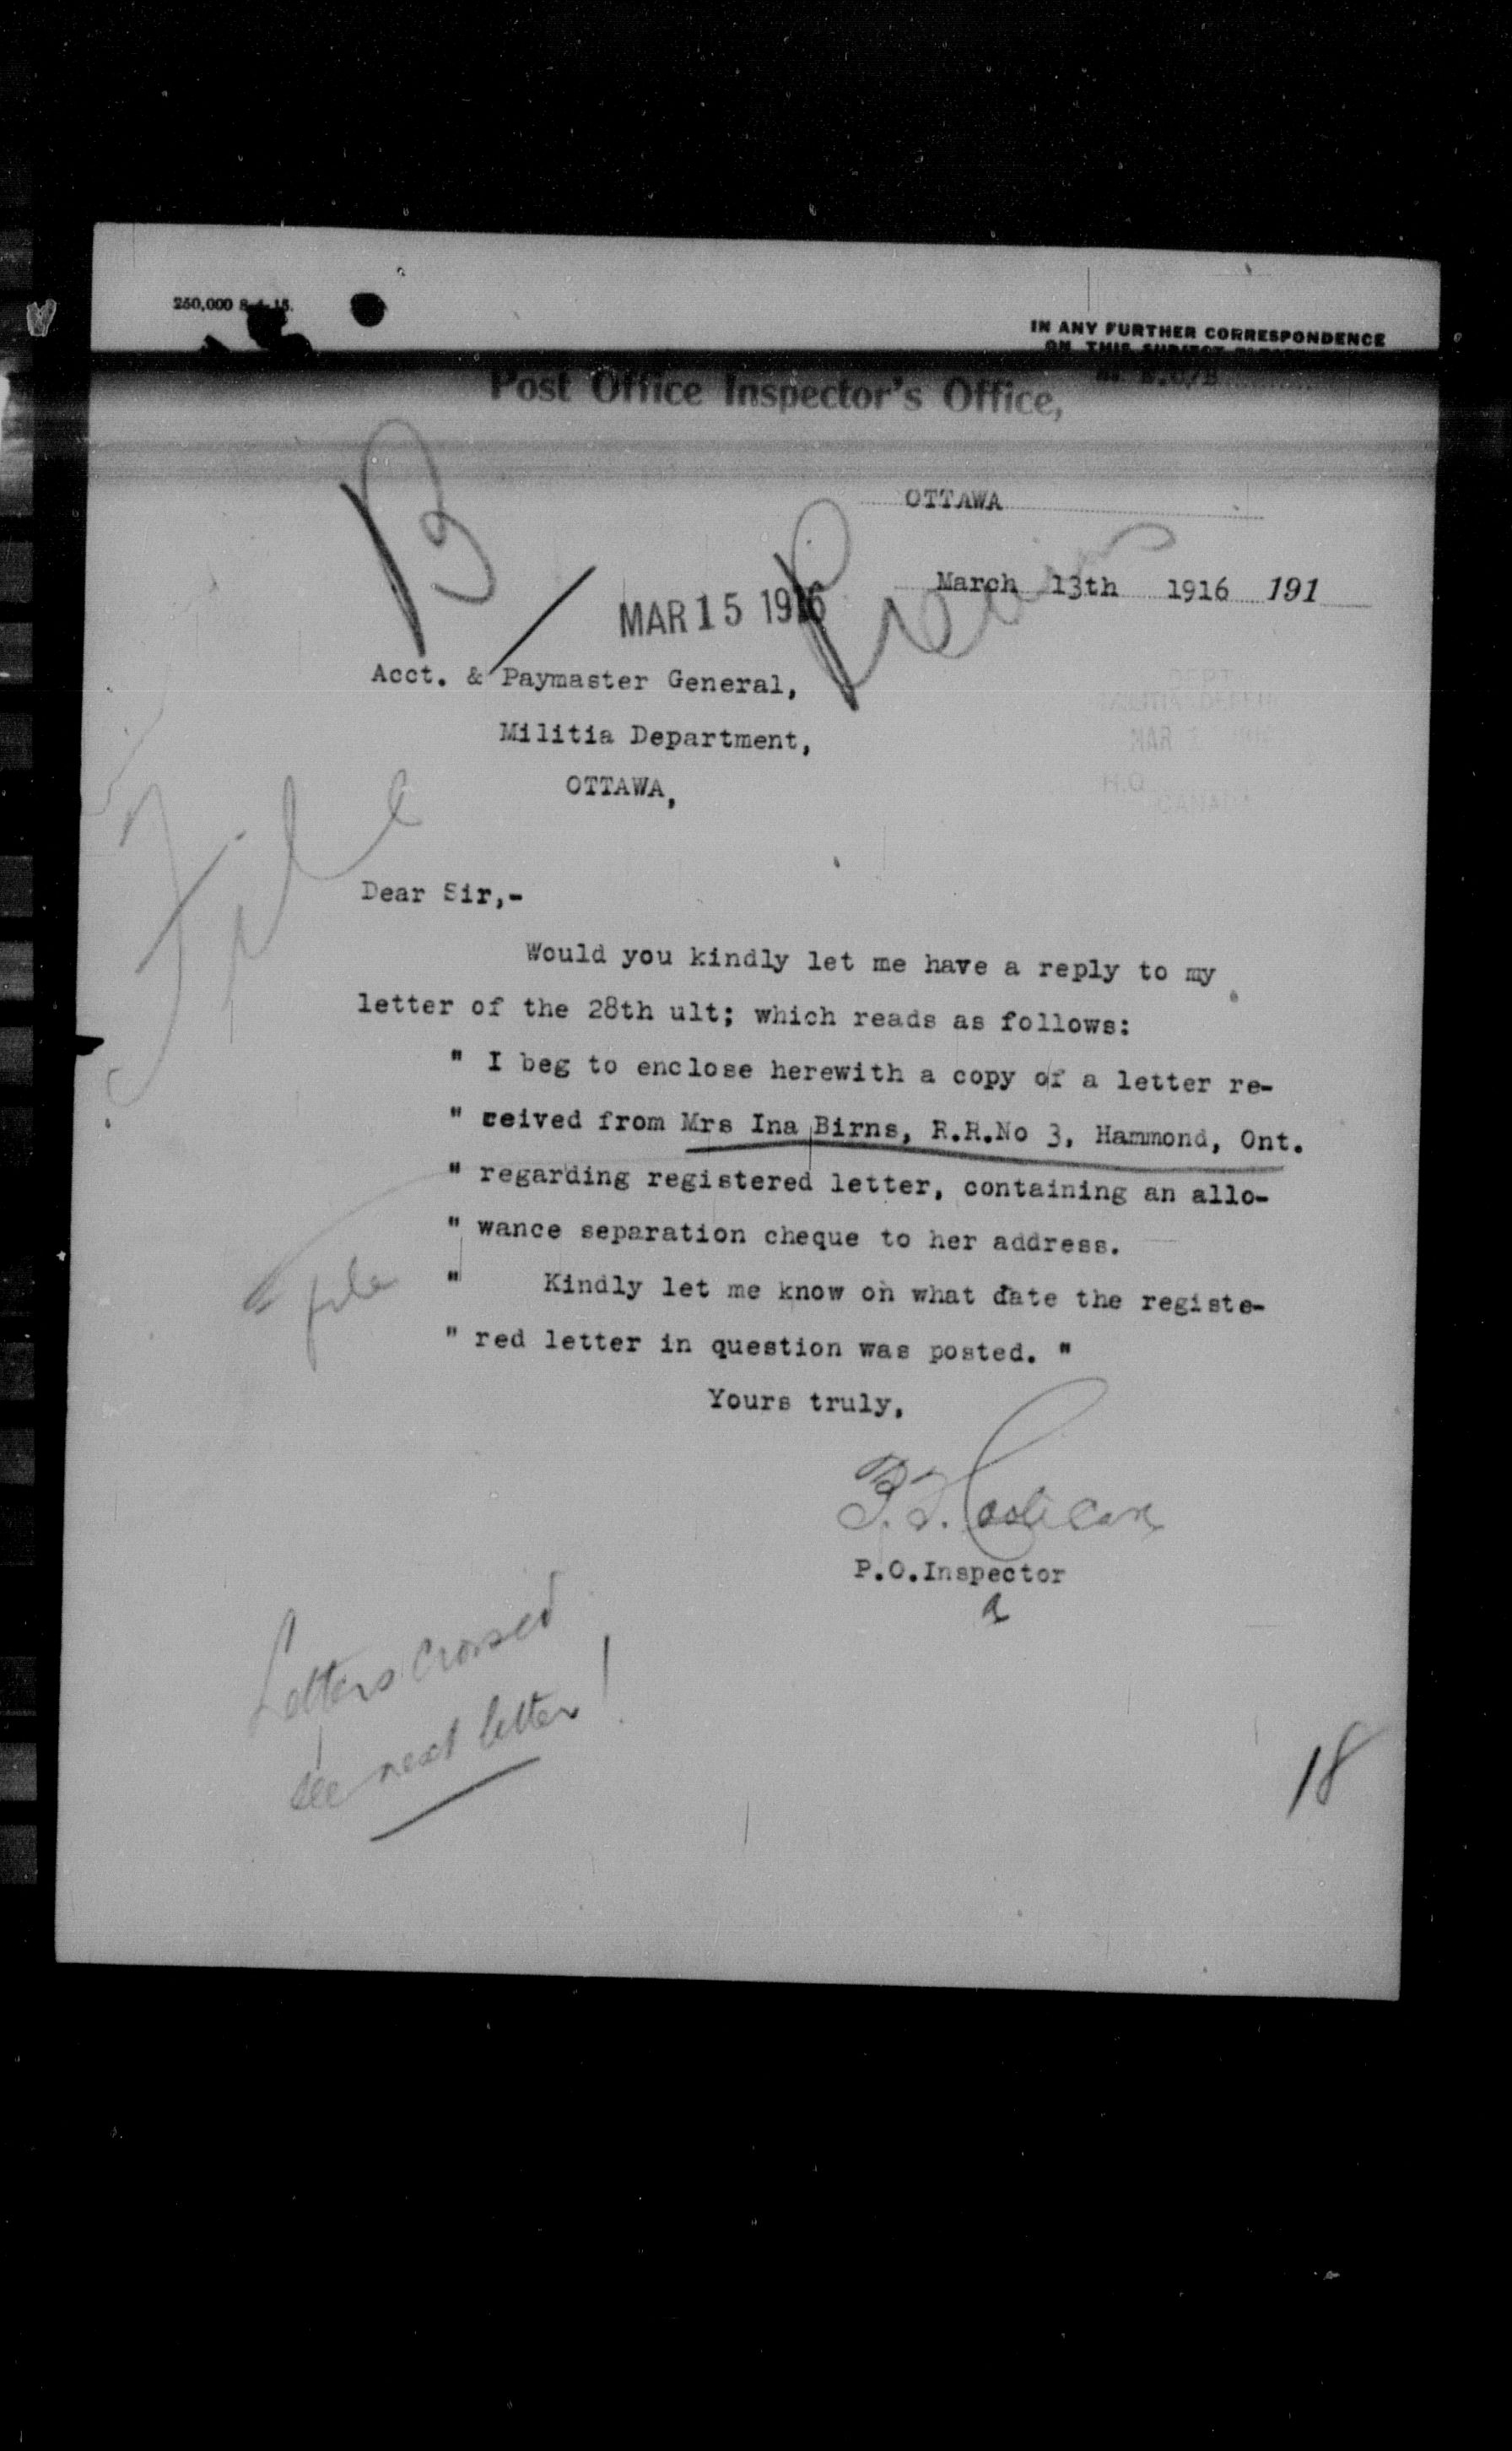 250,000
IN ANY FURTHER CORRESPONDENCE
ON THIS SUBJECT
Post Office Inspector's Office,
B
OTTAWA
March 13th 1916 191
MAR 15 1916
Acct. & Paymaster General,
Militia Department,
OTTAWA,
File
Dear Sir,-
Would you kindly let me have a reply to my
letter of the 28th ult; which reads as follows:
" I beg to enclose herewith a copy of a letter re-
" ceived from Mrs Ina Birns, R.R.No 3, Hammond, Ont.
" regarding registered letter, containing an allo-
" wance separation cheque to her address.
" Kindly let me know on what date the registe-
" red letter in question was posted. "
file
Yours truly,
P.O.Inspector
Letters crossed
see next letter!
18